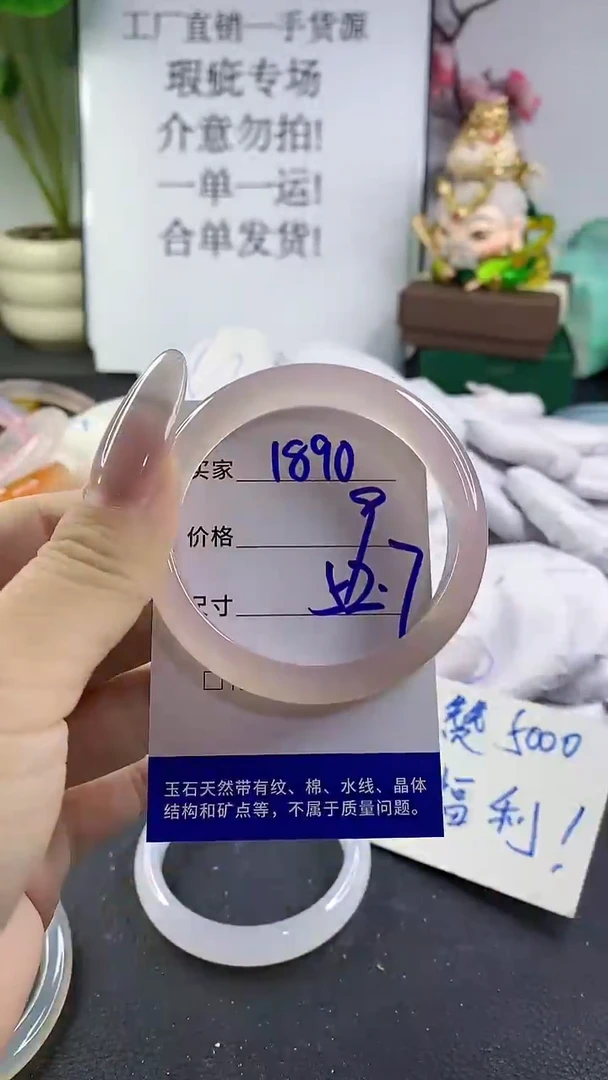 工厂直销一手货源
瑕疵专场
介意勿拍!
一单一运!
合单发货!
买家 1890
价格
尺寸
玉石天然带有纹、棉、水线、晶体
结构和矿点等，不属于质量问题。
赞 5000
福利!